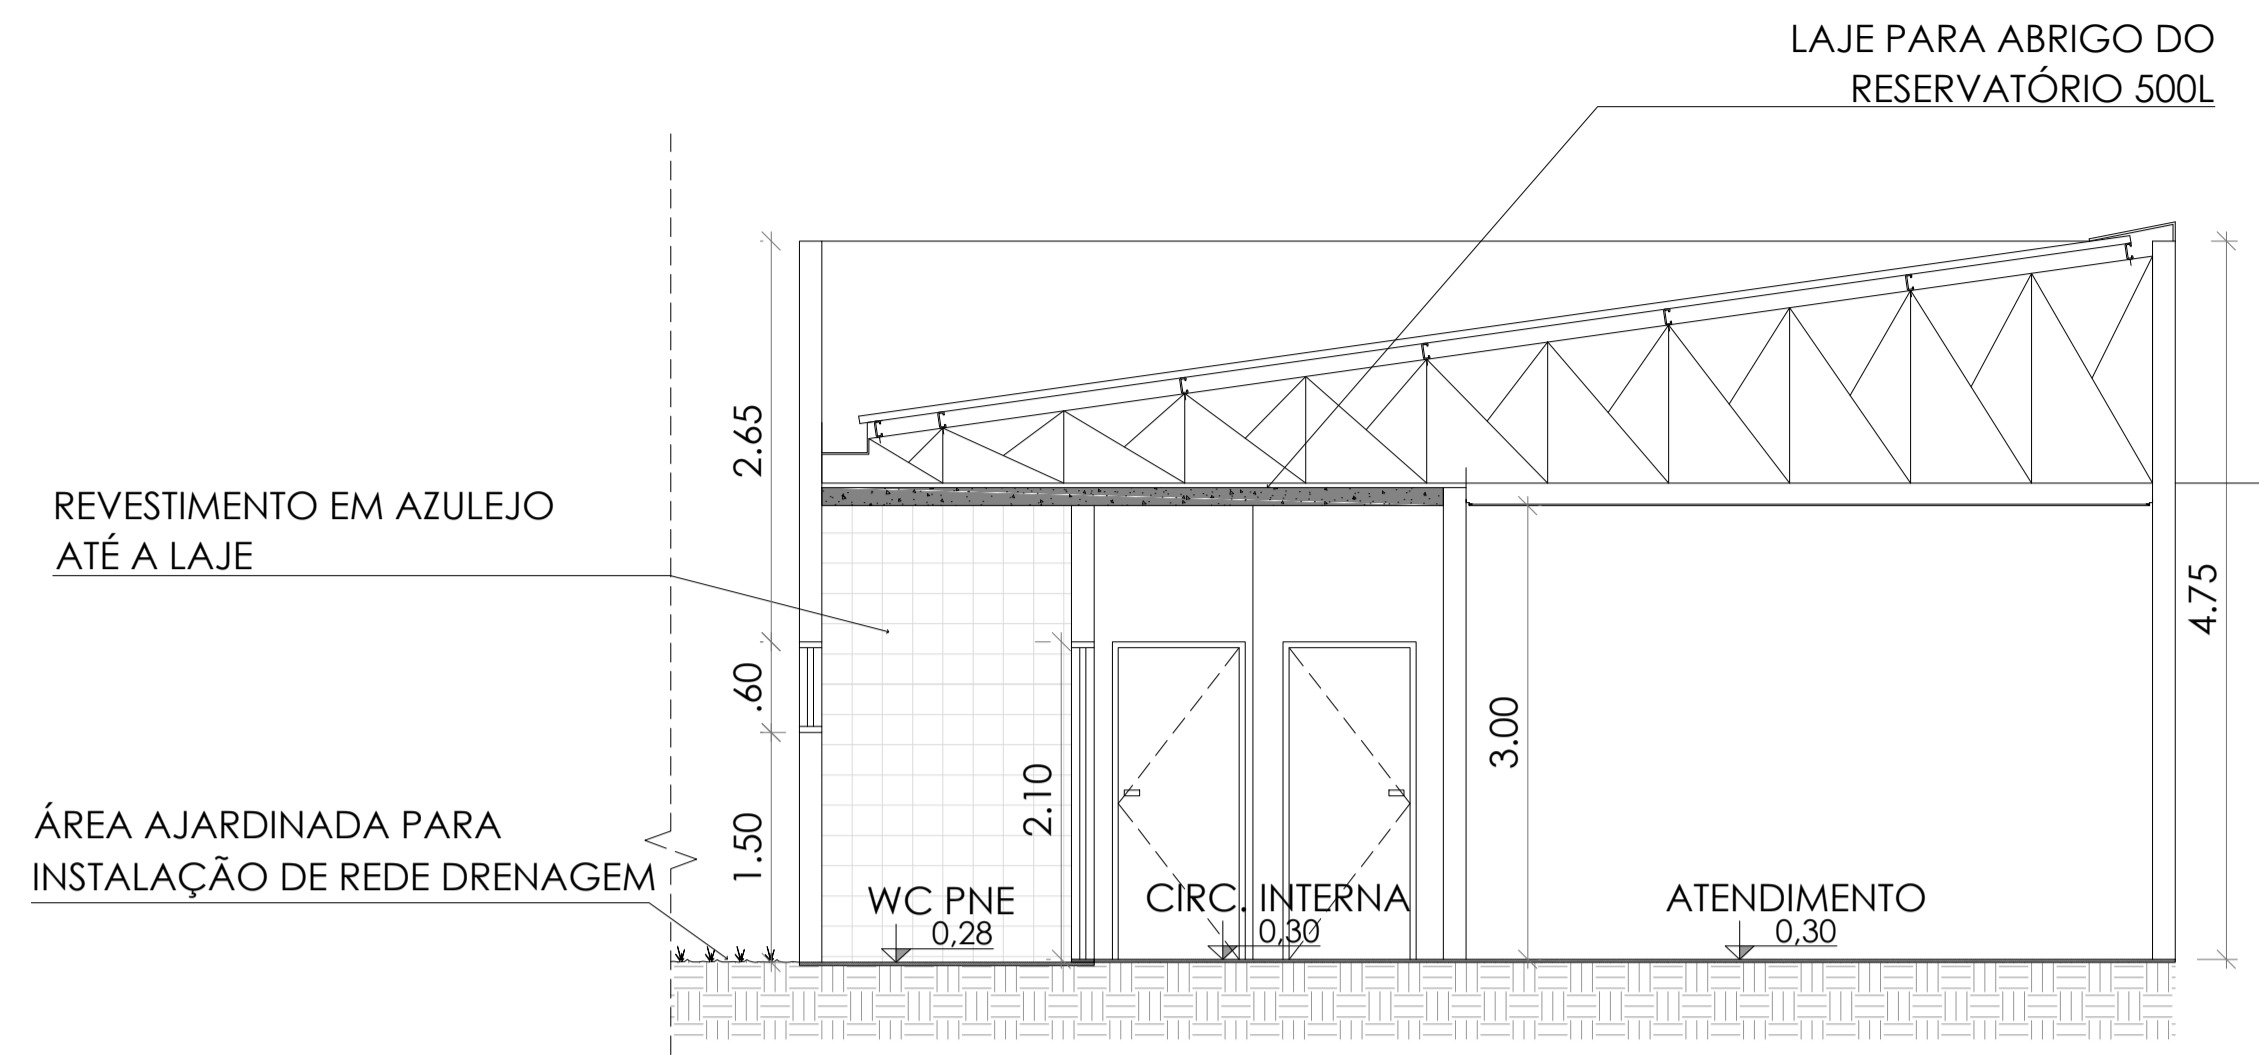 LAJE PARA ABRIGO DO
RESERVATÓRIO 500L
2.65
REVESTIMENTO EM AZULEJO
ATÉ A LAJE
4.75
.60
3.00
2.10
1.50
ÁREA AJARDINADA PARA
INSTALAÇÃO DE REDE DRENAGEM
WC PNE
0,28
CIRC. INTERNA
0,30
ATENDIMENTO
0,30